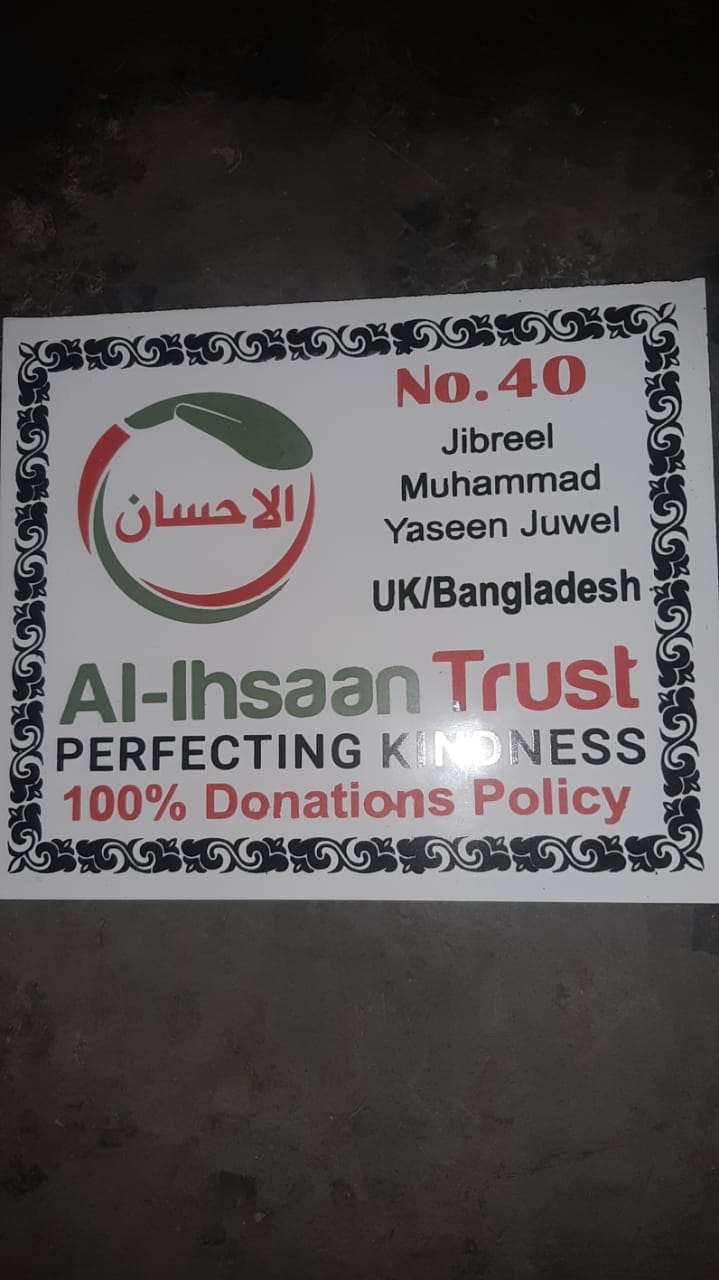 الاحسان
No.40
Jibreel
Muhammad
Yaseen Juwel
UK/Bangladesh
Al-Ihsaan Trust
PERFECTING KINDNESS
100% Donations Policy